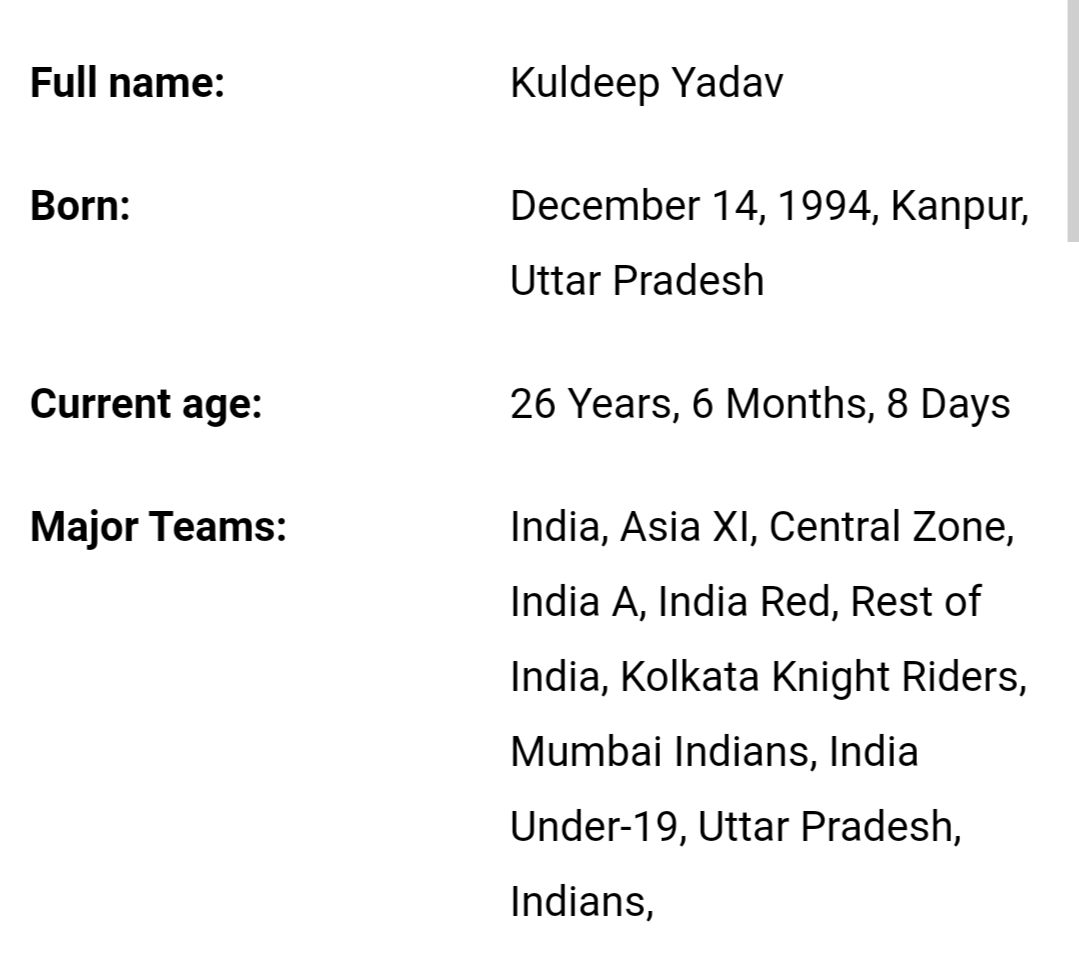 Full name: Kuldeep Yadav
Born: December 14, 1994, Kanpur,
Uttar Pradesh
Current age: 26 Years, 6 Months, 8 Days
Major Teams: India, Asia XI, Central Zone,
India A, India Red, Rest of
India, Kolkata Knight Riders,
Mumbai Indians, India
Under-19, Uttar Pradesh,
Indians,